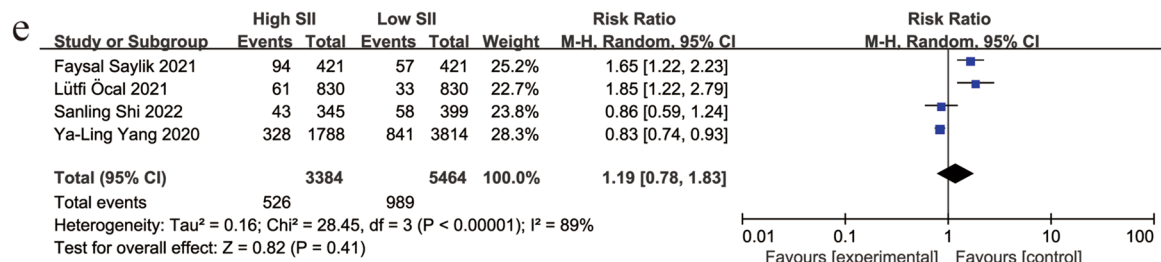 e
High SII Low SII Risk Ratio Risk Ratio
Study or Subgroup Events Total Events Total Weight M-H, Random, 95% CI M-H, Random, 95% CI
Faysal Saylik 2021 94 421 57 421 25.2% 1.65 [1.22, 2.23]
Lütfi Öcal 2021 61 830 33 830 22.7% 1.85 [1.22, 2.79]
Sanling Shi 2022 43 345 58 399 23.8% 0.86 [0.59, 1.24]
Ya-Ling Yang 2020 328 1788 841 3814 28.3% 0.83 [0.74, 0.93]
Total (95% CI) 3384 5464 100.0% 1.19 [0.78, 1.83]
Total events 526 989
Heterogeneity: Tau² = 0.16; Chi² = 28.45, df = 3 (P < 0.00001); I² = 89%
Test for overall effect: Z = 0.82 (P = 0.41)
0.01 0.1 1 10 100
Favours [experimental] Favours [control]